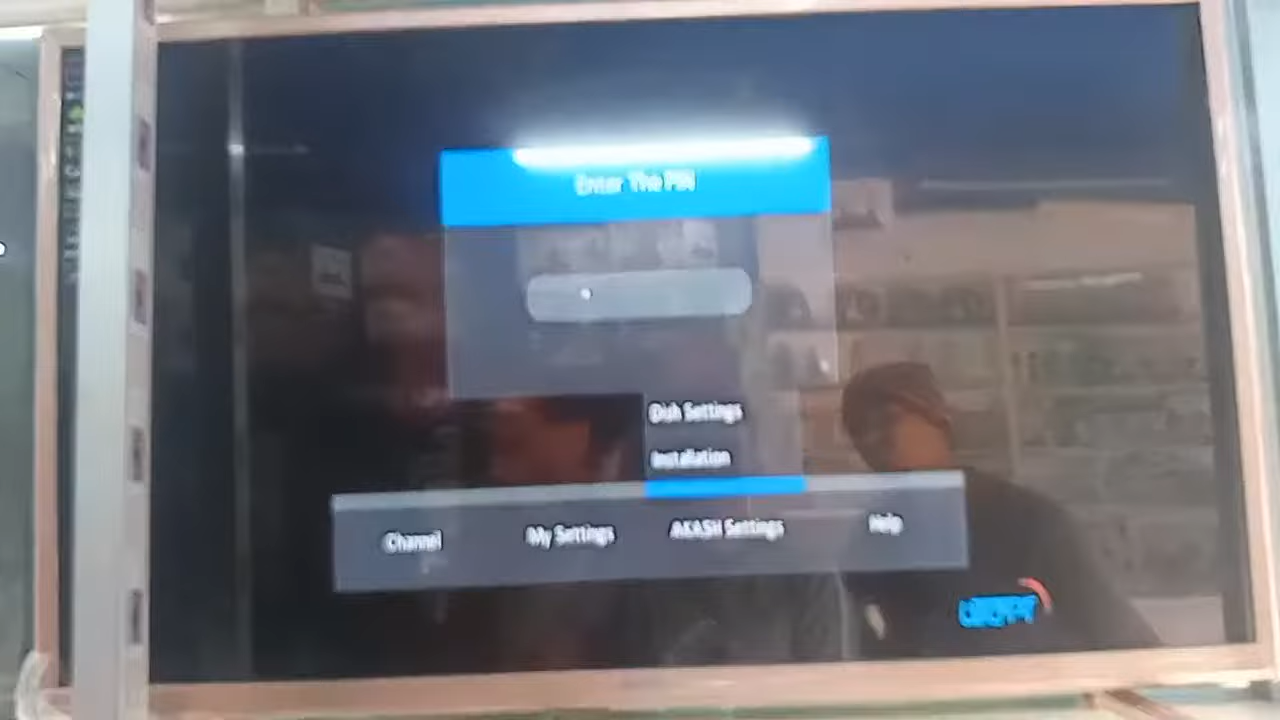 Enter The PIN
Dish Settings
Installation
Channel
My Settings
AKASH Settings
Help